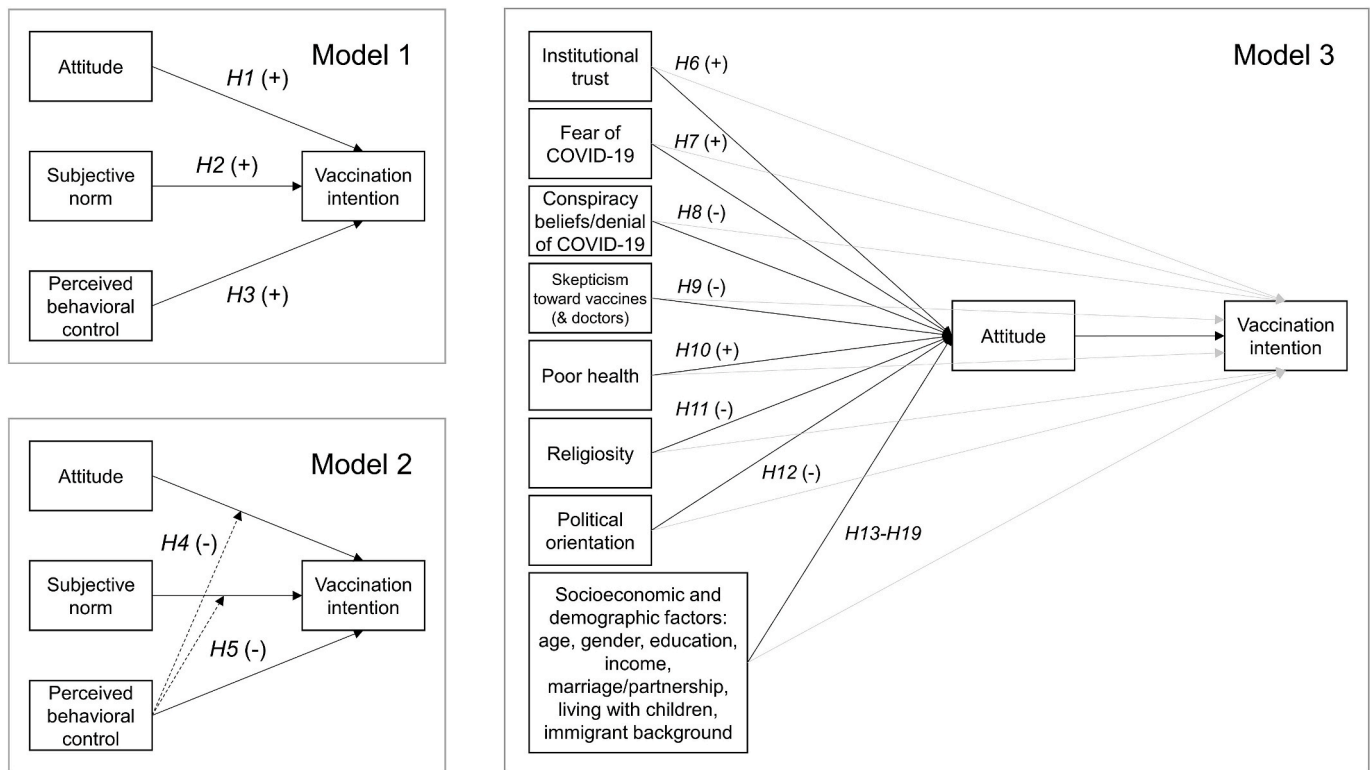 Model 1
Attitude
H1 (+)
Subjective
norm
H2 (+)
Vaccination
intention
Perceived
behavioral
control
H3 (+)
Model 2
Attitude
H4 (-)
Subjective
norm
Vaccination
intention
H5 (-)
Perceived
behavioral
control
Model 3
Institutional
trust
H6 (+)
Fear of
COVID-19
H7 (+)
Conspiracy
beliefs/denial
of COVID-19
H8 (-)
Skepticism
toward vaccines
(& doctors)
H9 (-)
Poor health
H10 (+)
Religiosity
H11 (-)
Political
orientation
H12 (-)
Socioeconomic and
demographic factors:
age, gender, education,
income,
marriage/partnership,
living with children,
immigrant background
H13-H19
Attitude
Vaccination
intention